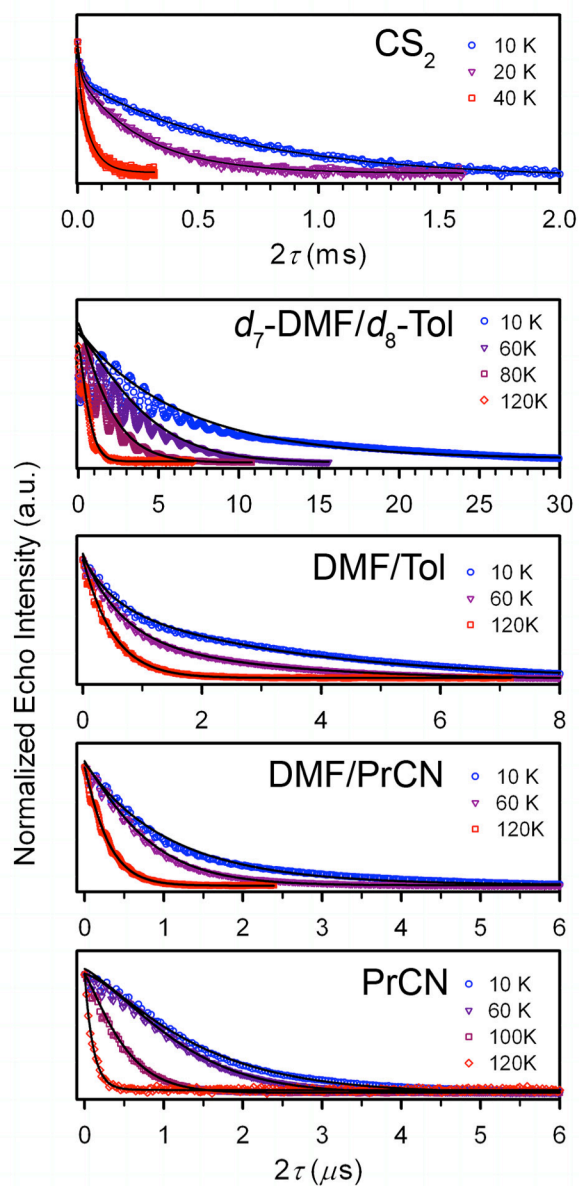 CS2
10 K
20 K
40 K
0.0 0.5 1.0 1.5 2.0
2τ (ms)
d7-DMF/d8-Tol
10 K
60K
80K
120K
0 5 10 15 20 25 30
Normalized Echo Intensity (a.u.)
DMF/Tol
10 K
60 K
120K
0 2 4 6 8
DMF/PrCN
10 K
60 K
120K
0 1 2 3 4 5 6
PrCN
10 K
60 K
100K
120K
0 1 2 3 4 5 6
2τ (μs)